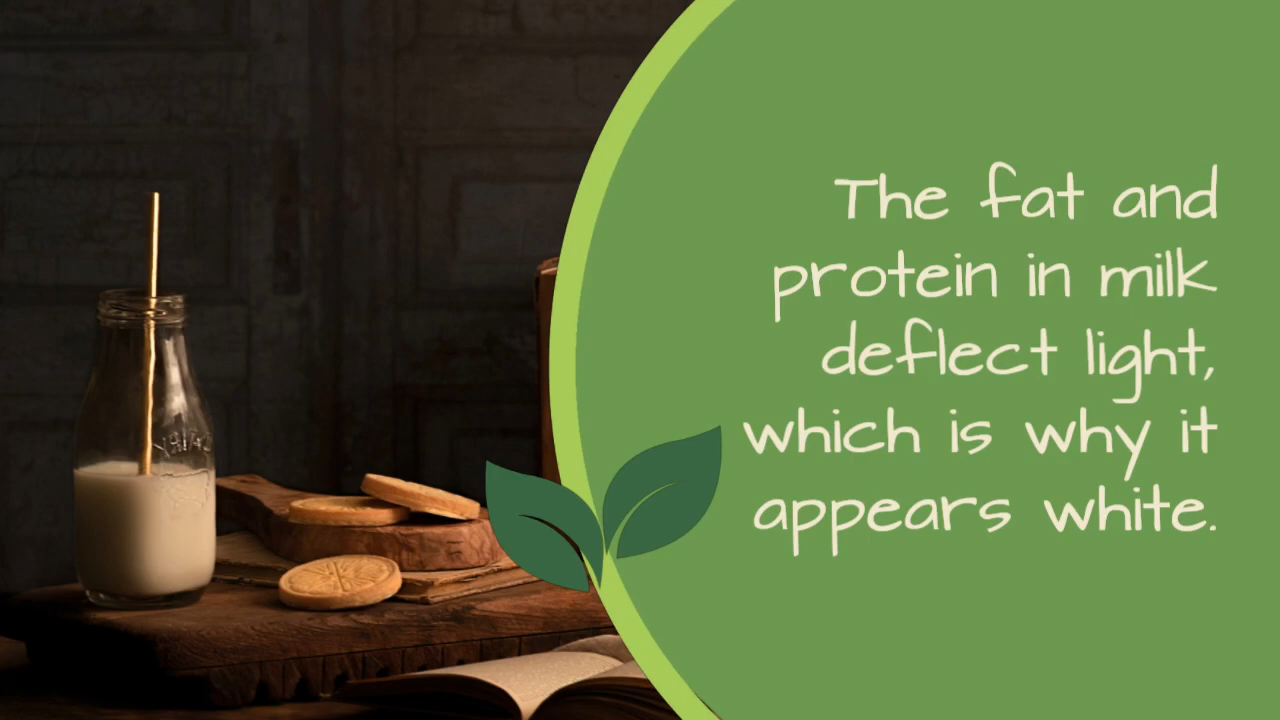 The fat and
protein in milk
deflect light,
which is why it
appears white.